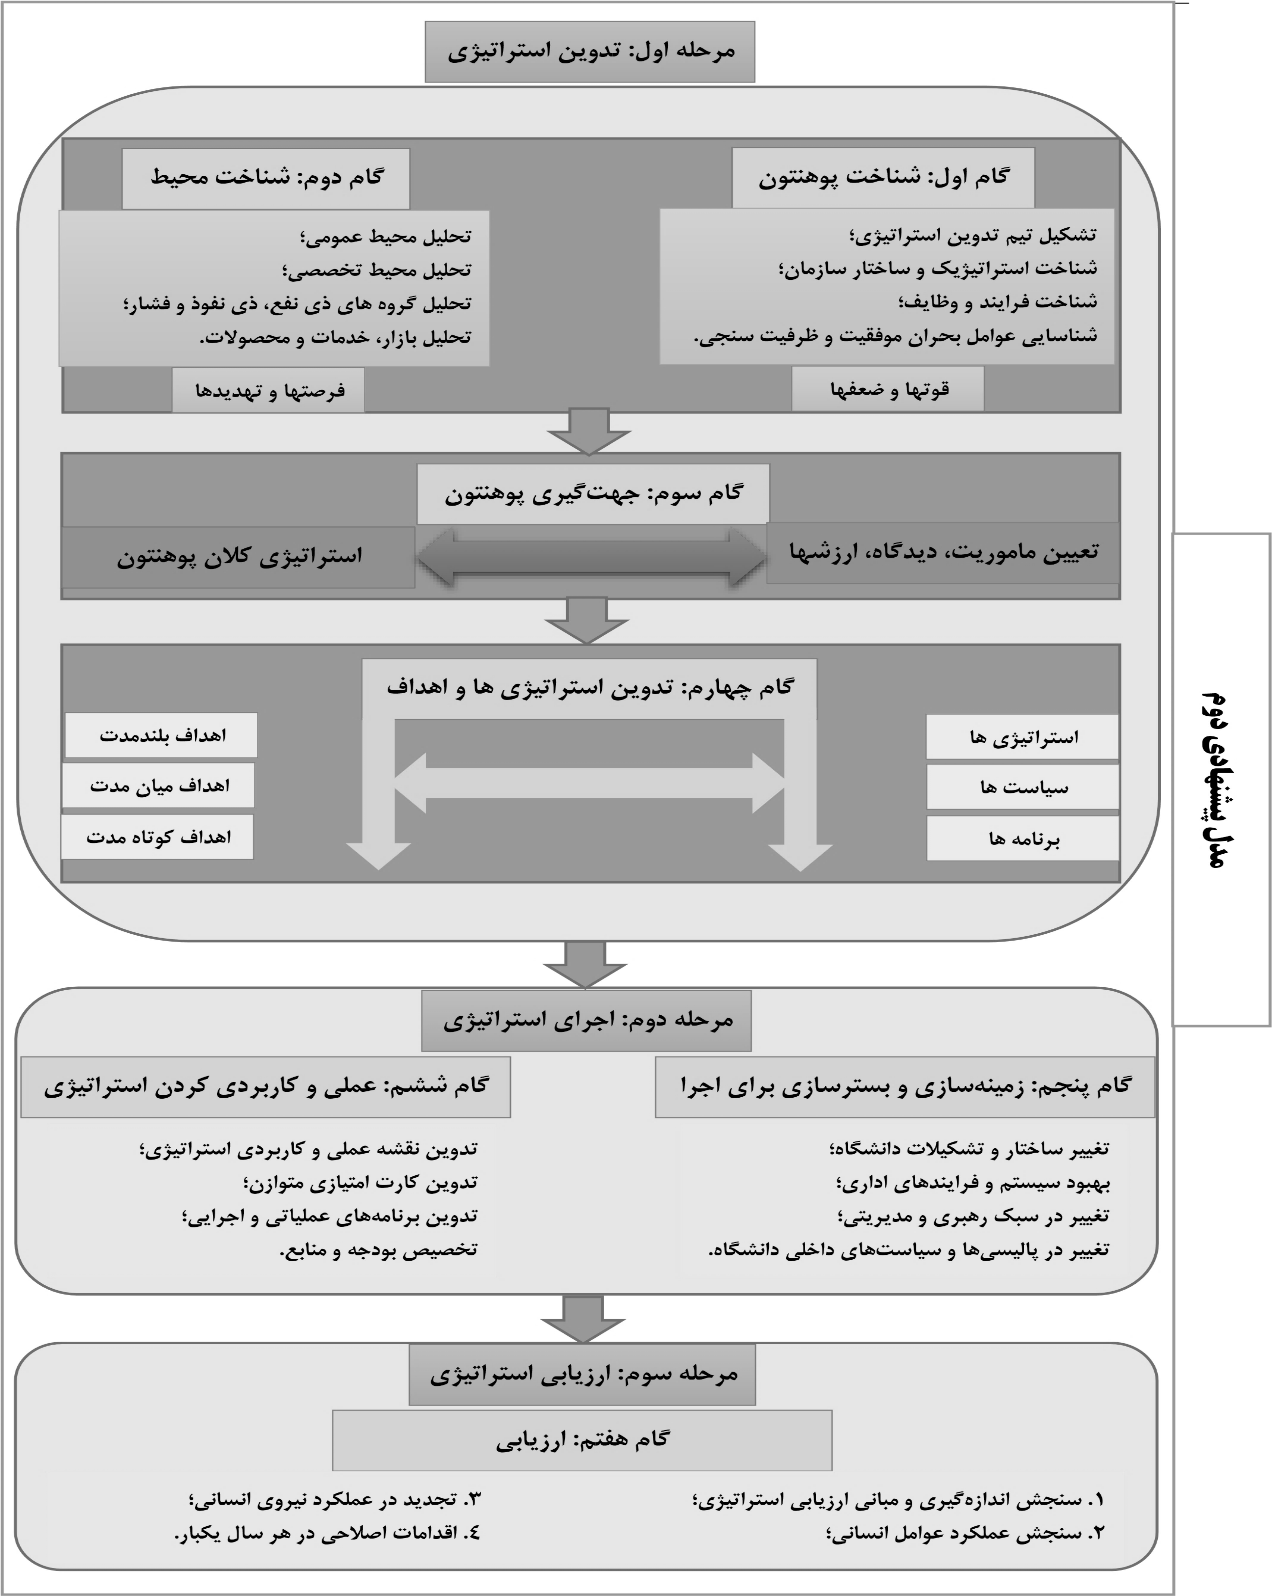 مرحله اول: تدوین استراتیژی
گام اول: شناخت پوهنتون
تشکیل تیم تدوین استراتیژی؛
شناخت استراتیژیک و ساختار سازمان؛
شناخت فرایند و وظایف؛
شناسایی عوامل بحران موفقیت و ظرفیت سنجی.
قوتها و ضعفها
گام دوم: شناخت محیط
تحلیل محیط عمومی؛
تحلیل محیط تخصصی؛
تحلیل گروه های ذی نفع، ذی نفوذ و فشار؛
تحلیل بازار، خدمات و محصولات.
فرصتها و تهدیدها
گام سوم: جهت‌گیری پوهنتون
تعیین ماموریت، دیدگاه، ارزشها
استراتیژی کلان پوهنتون
گام چهارم: تدوین استراتیژی ها و اهداف
استراتیژی ها
سیاست ها
برنامه ها
اهداف بلندمدت
اهداف میان مدت
اهداف کوتاه مدت
مدل پیشنهادی دوم
مرحله دوم: اجرای استراتیژی
گام پنجم: زمینه‌سازی و بسترسازی برای اجرا
تغییر ساختار و تشکیلات دانشگاه؛
بهبود سیستم و فرایندهای اداری؛
تغییر در سبک رهبری و مدیریتی؛
تغییر در پالیسی‌ها و سیاست‌های داخلی دانشگاه.
گام ششم: عملی و کاربردی کردن استراتیژی
تدوین نقشه عملی و کاربردی استراتیژی؛
تدوین کارت امتیازی متوازن؛
تدوین برنامه‌های عملیاتی و اجرایی؛
تخصیص بودجه و منابع.
مرحله سوم: ارزیابی استراتیژی
گام هفتم: ارزیابی
۱. سنجش اندازه‌گیری و مبانی ارزیابی استراتیژی؛
۲. سنجش عملکرد عوامل انسانی؛
۳. تجدید در عملکرد نیروی انسانی؛
٤. اقدامات اصلاحی در هر سال یکبار.